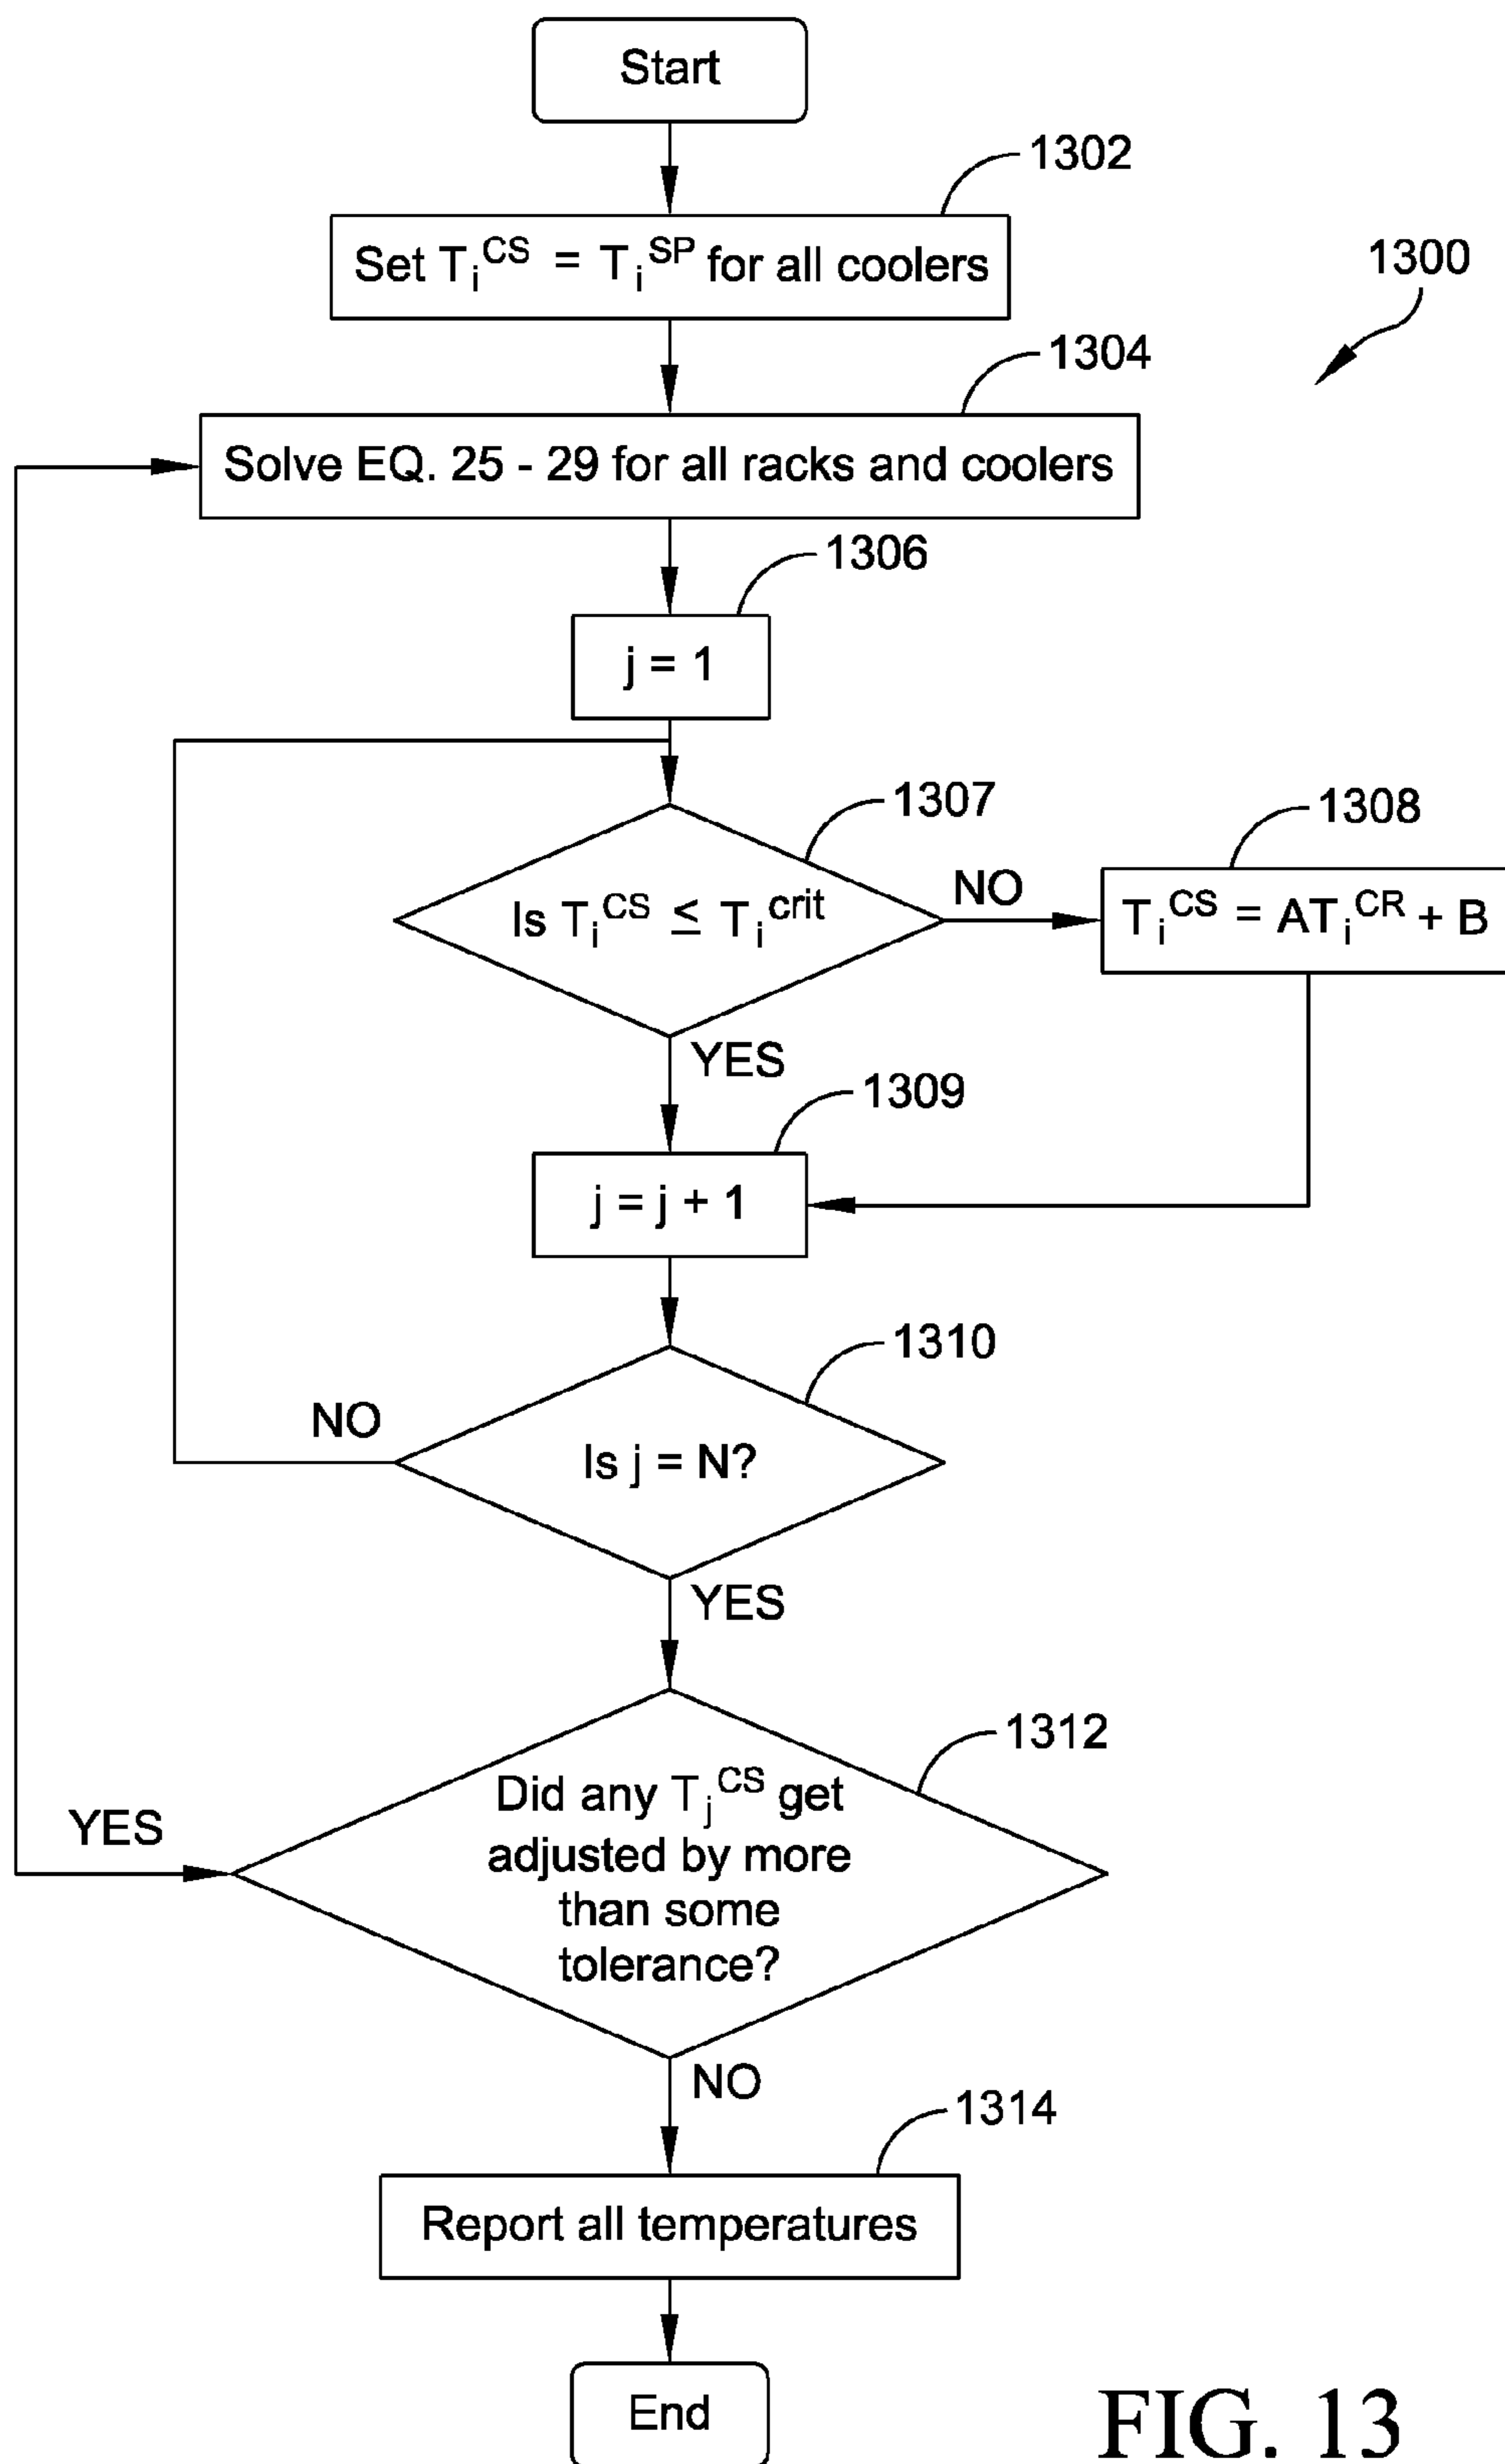 Start
1302
Set T_i^CS = T_i^SP for all coolers
1300
1304
Solve EQ. 25 - 29 for all racks and coolers
1306
j = 1
1307
Is T_i^CS ≤ T_i^crit
NO
1308
T_i^CS = AT_i^CR + B
YES
1309
j = j + 1
1310
NO
Is j = N?
YES
1312
YES
Did any T_j^CS get
adjusted by more
than some
tolerance?
NO
1314
Report all temperatures
End
FIG. 13